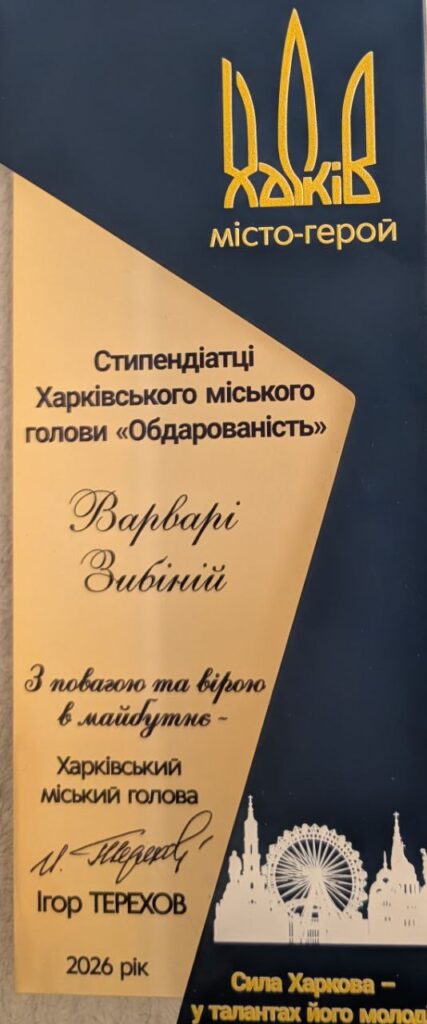 Харків
місто-герой
Стипендіатці
Харківського міського
голови «Обдарованість»
Варварі
Зибіній
З повагою та вірою
в майбутнє -
Харківський
міський голова
Ігор ТЕРЕХОВ
2026 рік
Сила Харкова –
у талантах його